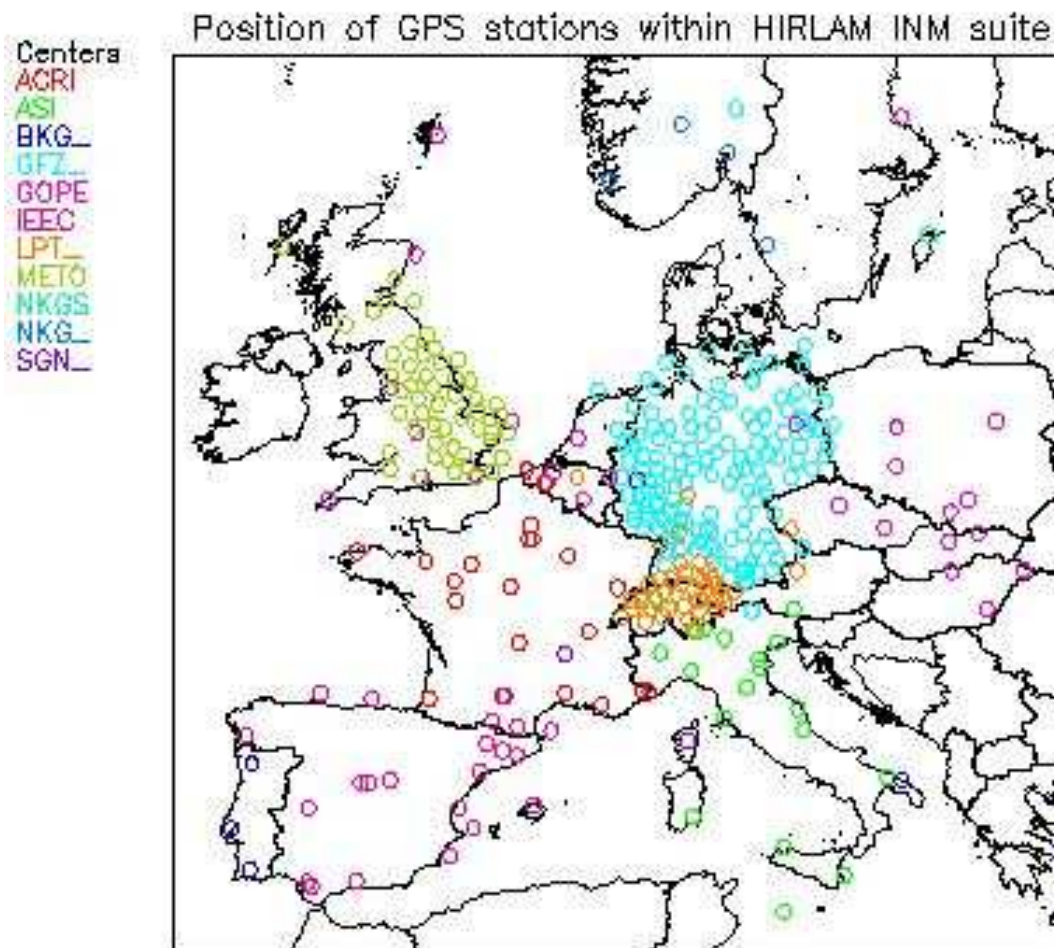 Position of GPS stations within HIRLAM INM suite
Centers
ACRI
ASI
BKG_
GFZ_
GOPE
IEEC
LPT_
METO
NKGS
NKG_
SGN_